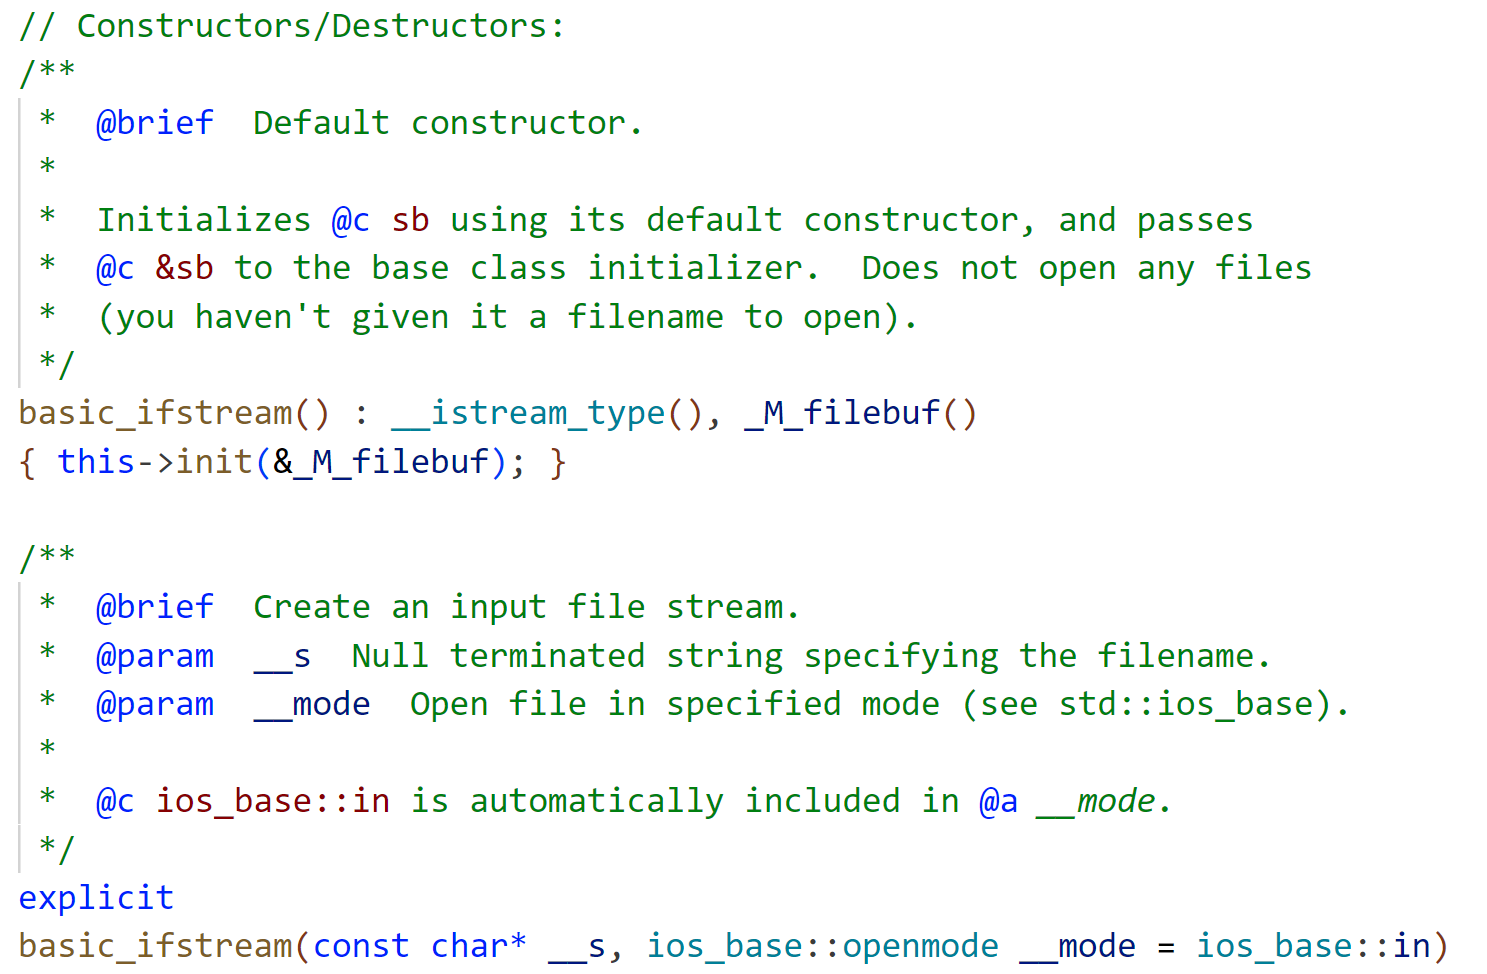 // Constructors/Destructors:
/**
 *  @brief  Default constructor.
 *
 *  Initializes @c sb using its default constructor, and passes
 *  @c &sb to the base class initializer.  Does not open any files
 *  (you haven't given it a filename to open).
 */
basic_ifstream() : __istream_type(), _M_filebuf()
{ this->init(&_M_filebuf); }

/**
 *  @brief  Create an input file stream.
 *  @param  __s  Null terminated string specifying the filename.
 *  @param  __mode  Open file in specified mode (see std::ios_base).
 *
 *  @c ios_base::in is automatically included in @a __mode.
 */
explicit
basic_ifstream(const char* __s, ios_base::openmode __mode = ios_base::in)